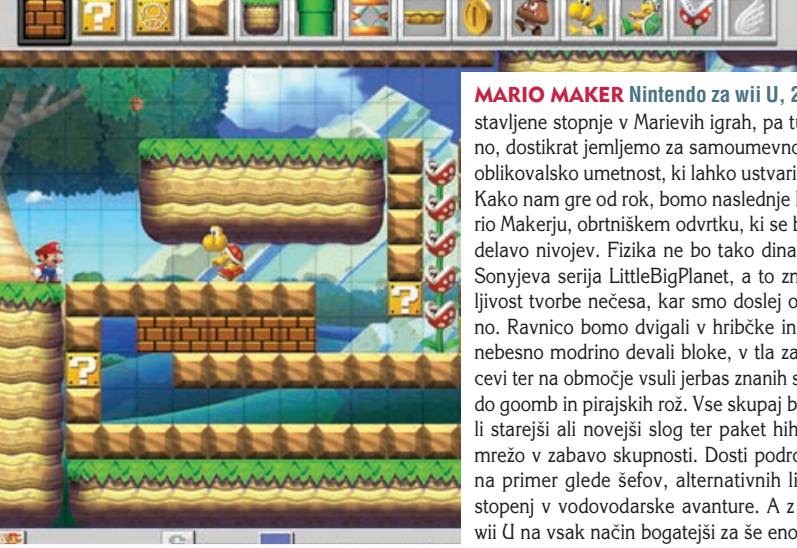 MARIO MAKER Nintendo za wii U, 2
stavljene stopnje v Marievih igrah, pa tu
no, dostikrat jemljemo za samoumevno
oblikovalsko umetnost, ki lahko ustvari
Kako nam gre od rok, bomo naslednje l
rio Makerju, obrtniškem odvrtku, ki se b
delavo nivojev. Fizika ne bo tako dina
Sonyjeva serija LittleBigPlanet, a to zn
ljivost tvorbe nečesa, kar smo doslej o
no. Ravnico bomo dvigali v hribčke in
nebesno modrino devali bloke, v tla za
cevi ter na območje vsuli jerbas znanih s
do goomb in pirajskih rož. Vse skupaj b
li starejši ali novejši slog ter paket hih
mrežo v zabavo skupnosti. Dosti podro
na primer glede šefov, alternativnih li
stopenj v vodovodarske avanture. A z
wii U na vsak način bogatejši za še eno